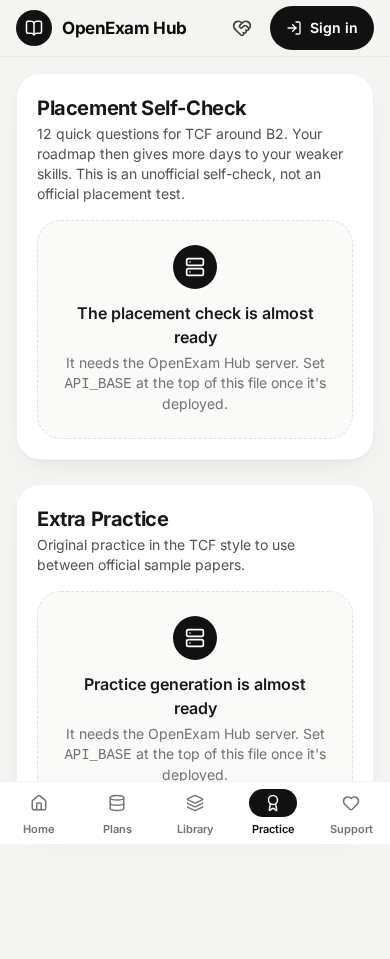 OpenExam Hub
Sign in
Placement Self-Check
12 quick questions for TCF around B2. Your
roadmap then gives more days to your weaker
skills. This is an unofficial self-check, not an
official placement test.
The placement check is almost
ready
It needs the OpenExam Hub server. Set
API_BASE at the top of this file once it's
deployed.
Extra Practice
Original practice in the TCF style to use
between official sample papers.
Practice generation is almost
ready
It needs the OpenExam Hub server. Set
API_BASE at the top of this file once it's
deployed.
Home
Plans
Library
Practice
Support